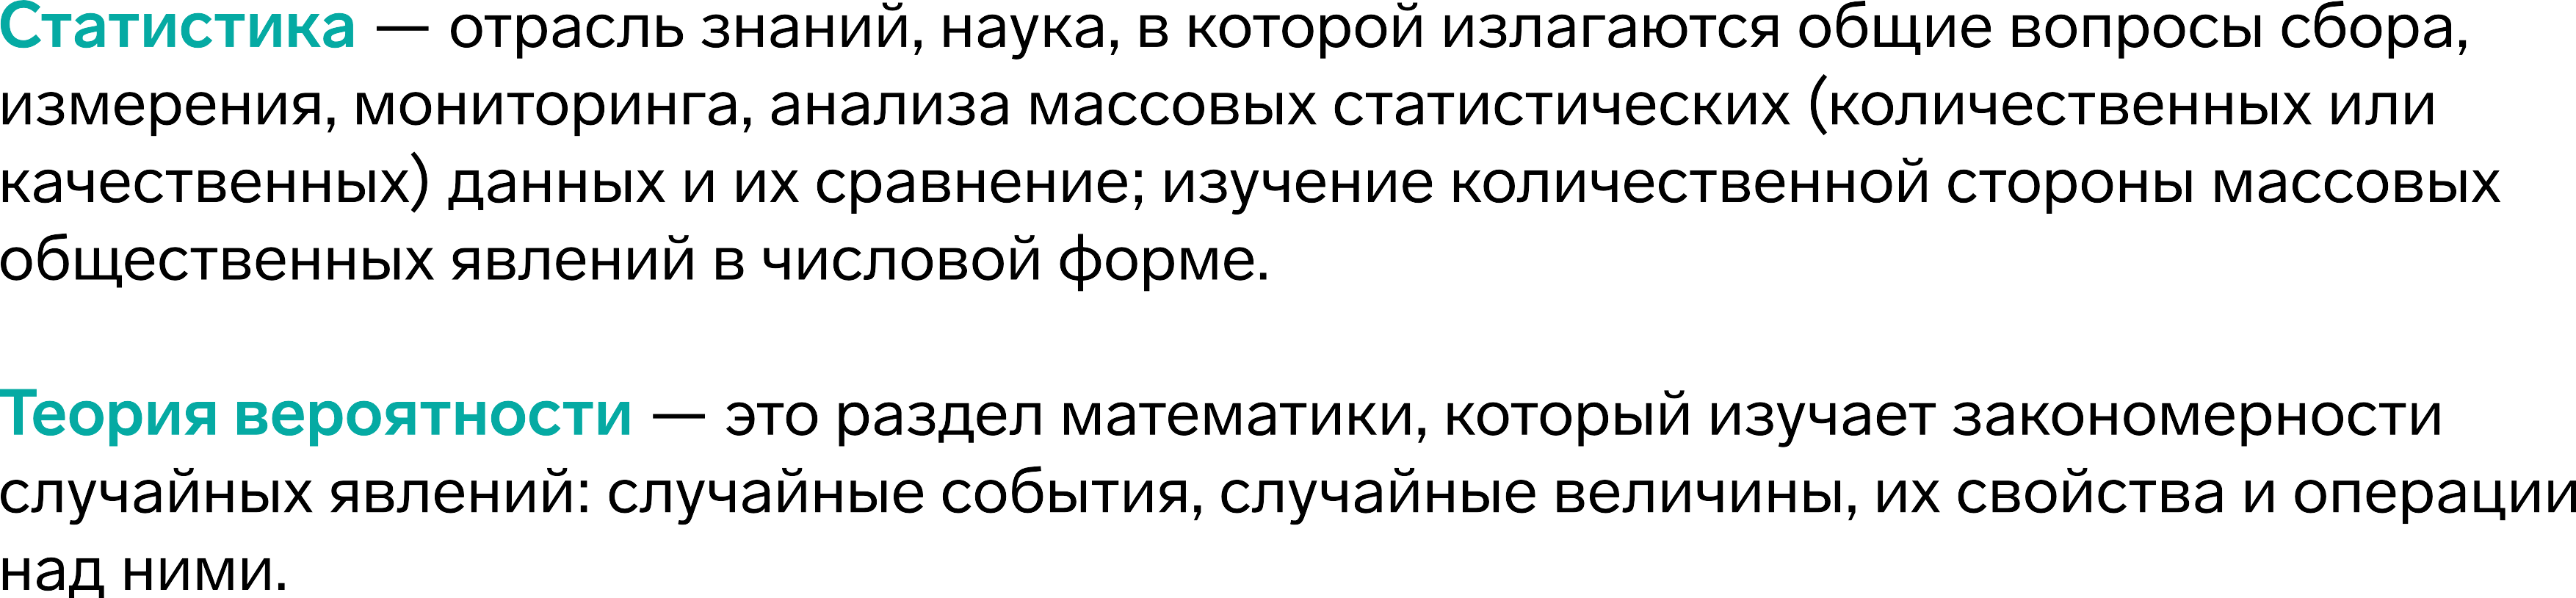 Статистика — отрасль знаний, наука, в которой излагаются общие вопросы сбора,
измерения, мониторинга, анализа массовых статистических (количественных или
качественных) данных и их сравнение; изучение количественной стороны массовых
общественных явлений в числовой форме.
Теория вероятности — это раздел математики, который изучает закономерности
случайных явлений: случайные события, случайные величины, их свойства и операции
над ними.